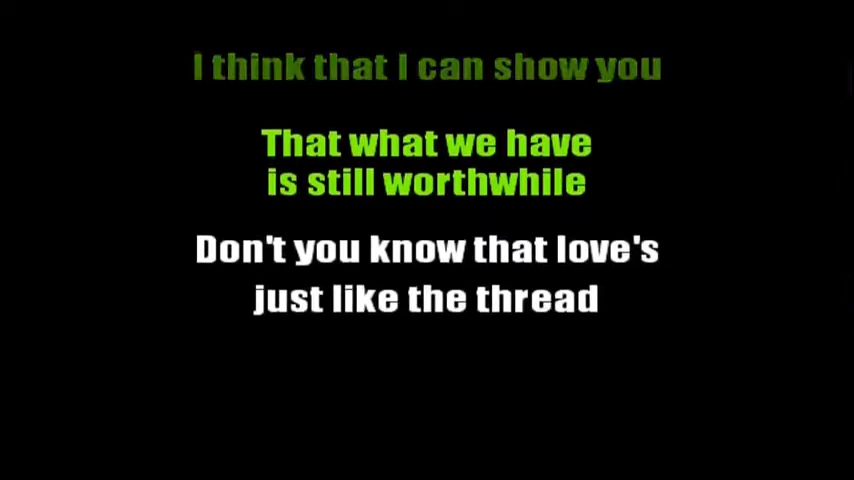 I think that I can show you
That what we have
is still worthwhile
Don't you know that love's
just like the thread